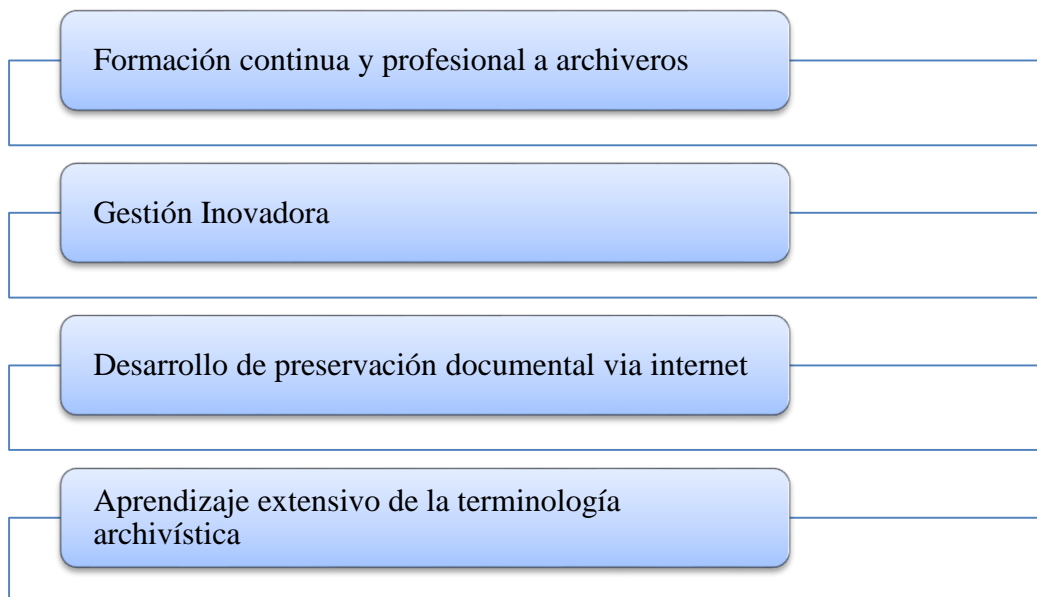 Formación continua y profesional a archiveros
Gestión Inovadora
Desarrollo de preservación documental via internet
Aprendizaje extensivo de la terminología
archivística